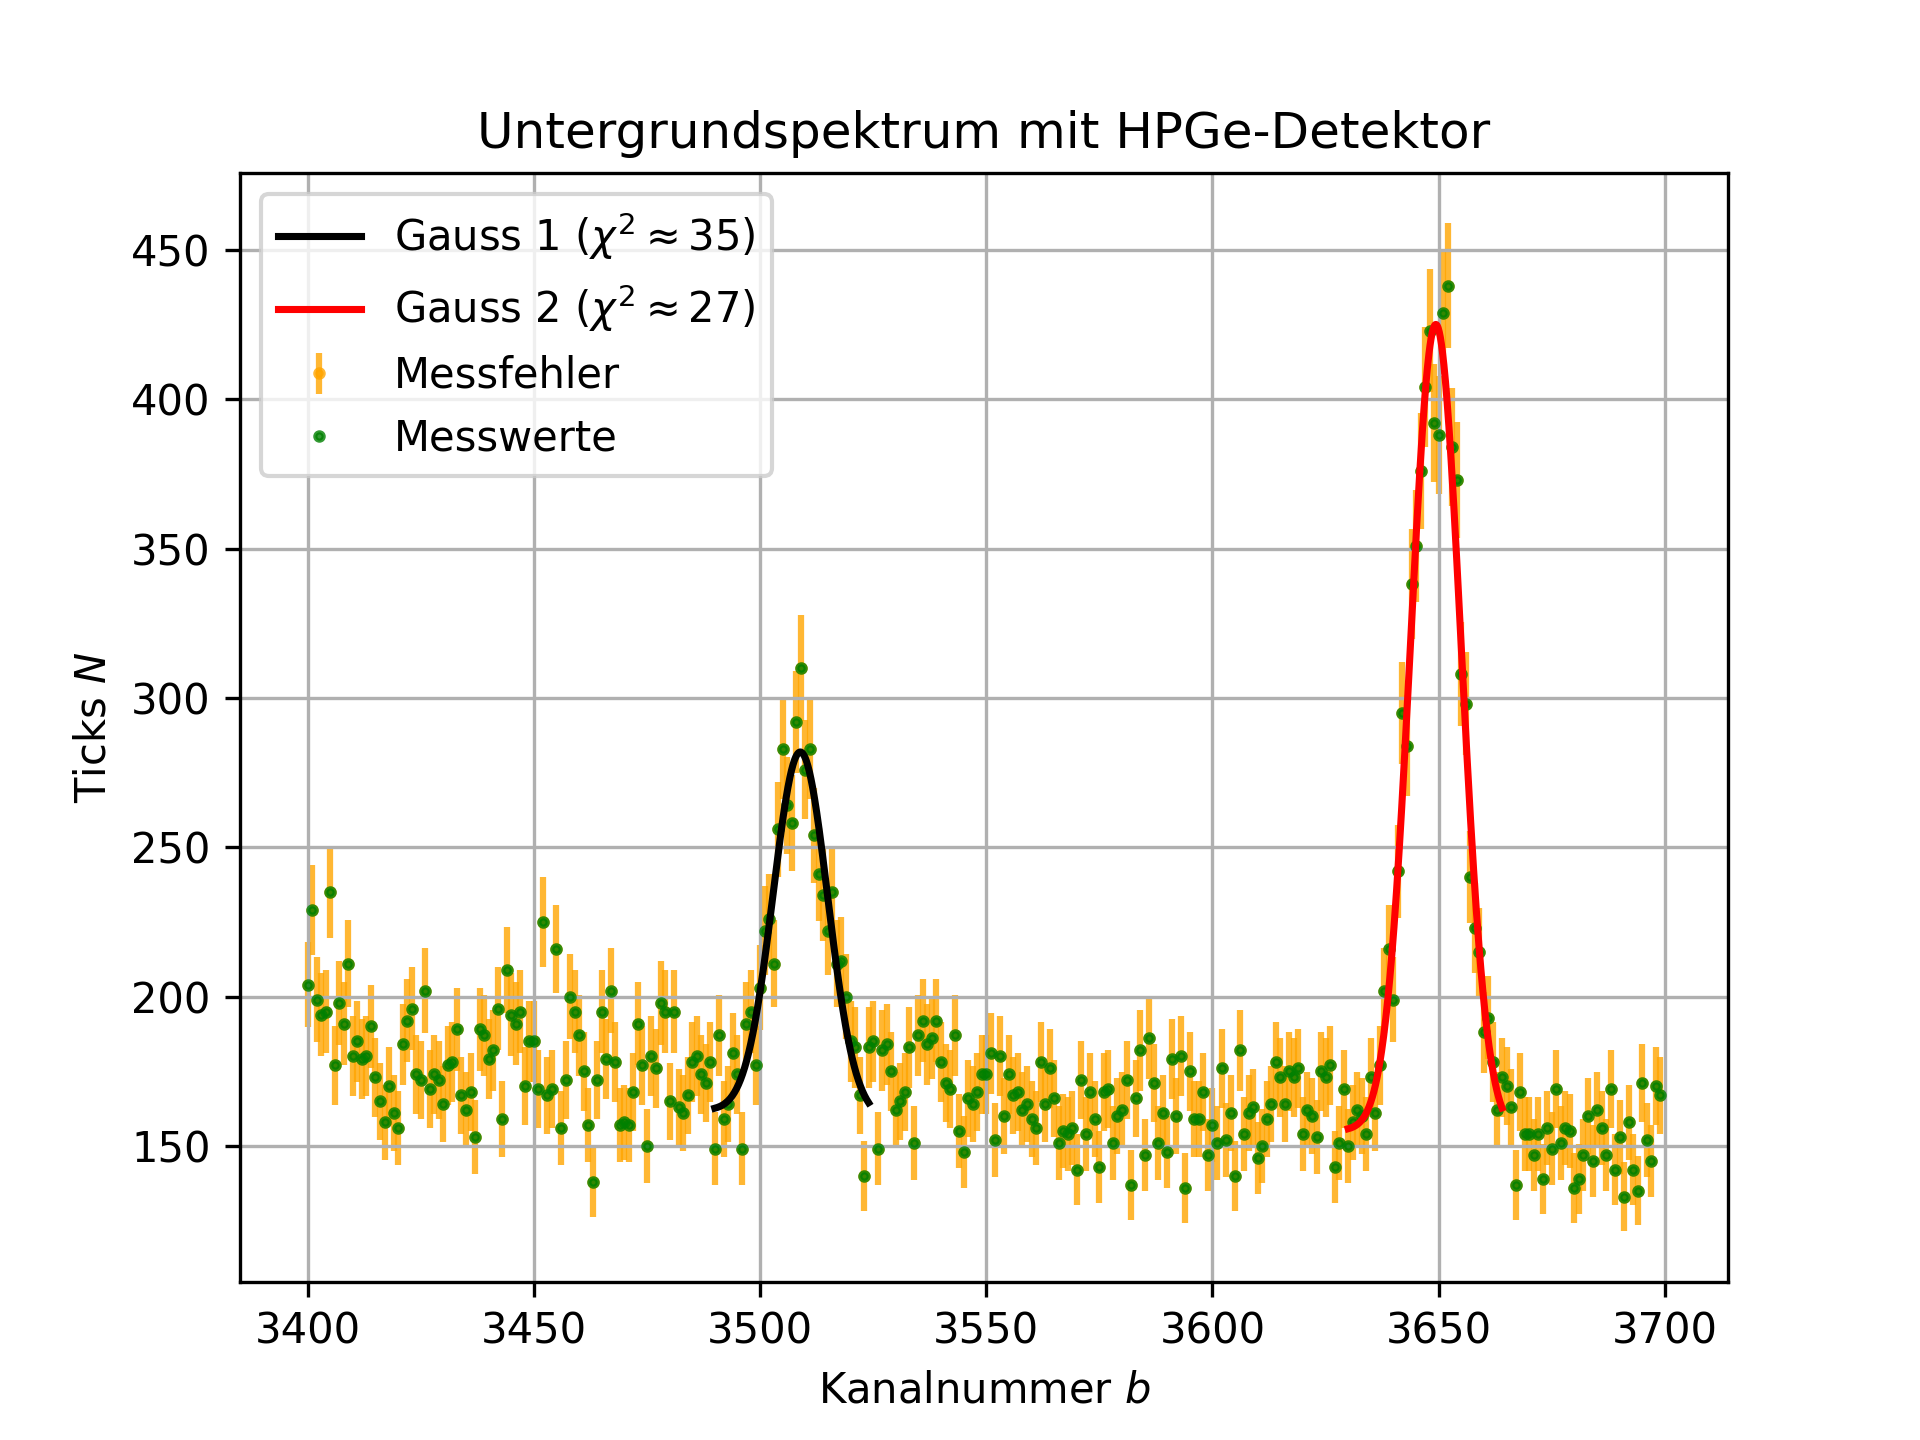 Untergrundspektrum mit HPGe-Detektor
Gauss 1 (χ² ≈ 35)
Gauss 2 (χ² ≈ 27)
Messfehler
Messwerte
450
400
350
300
250
200
150
Ticks N
3400 3450 3500 3550 3600 3650 3700
Kanalnummer b